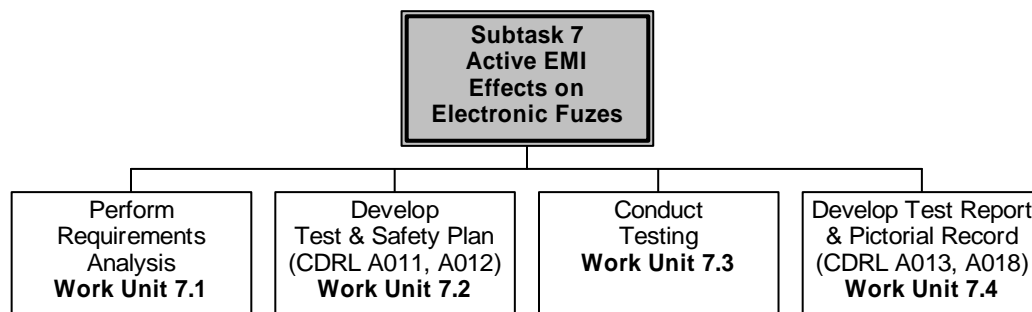 Subtask 7
Active EMI
Effects on
Electronic Fuzes
Perform
Requirements
Analysis
Work Unit 7.1
Develop
Test & Safety Plan
(CDRL A011, A012)
Work Unit 7.2
Conduct
Testing
Work Unit 7.3
Develop Test Report
& Pictorial Record
(CDRL A013, A018)
Work Unit 7.4